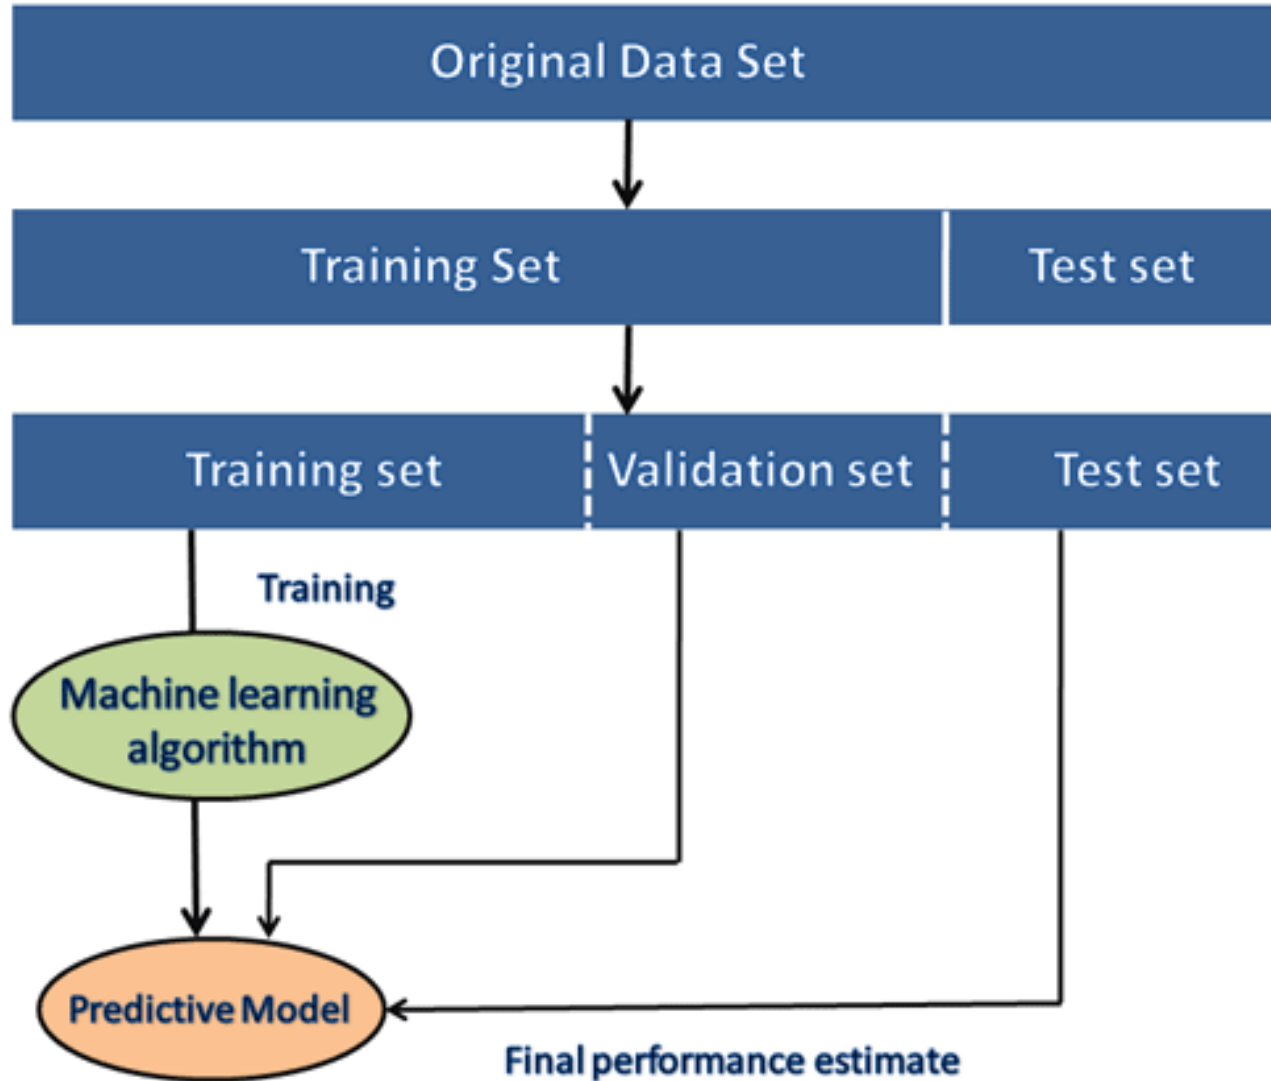 Original Data Set
Training Set
Test set
Training set
Validation set
Test set
Training
Machine learning
algorithm
Predictive Model
Final performance estimate